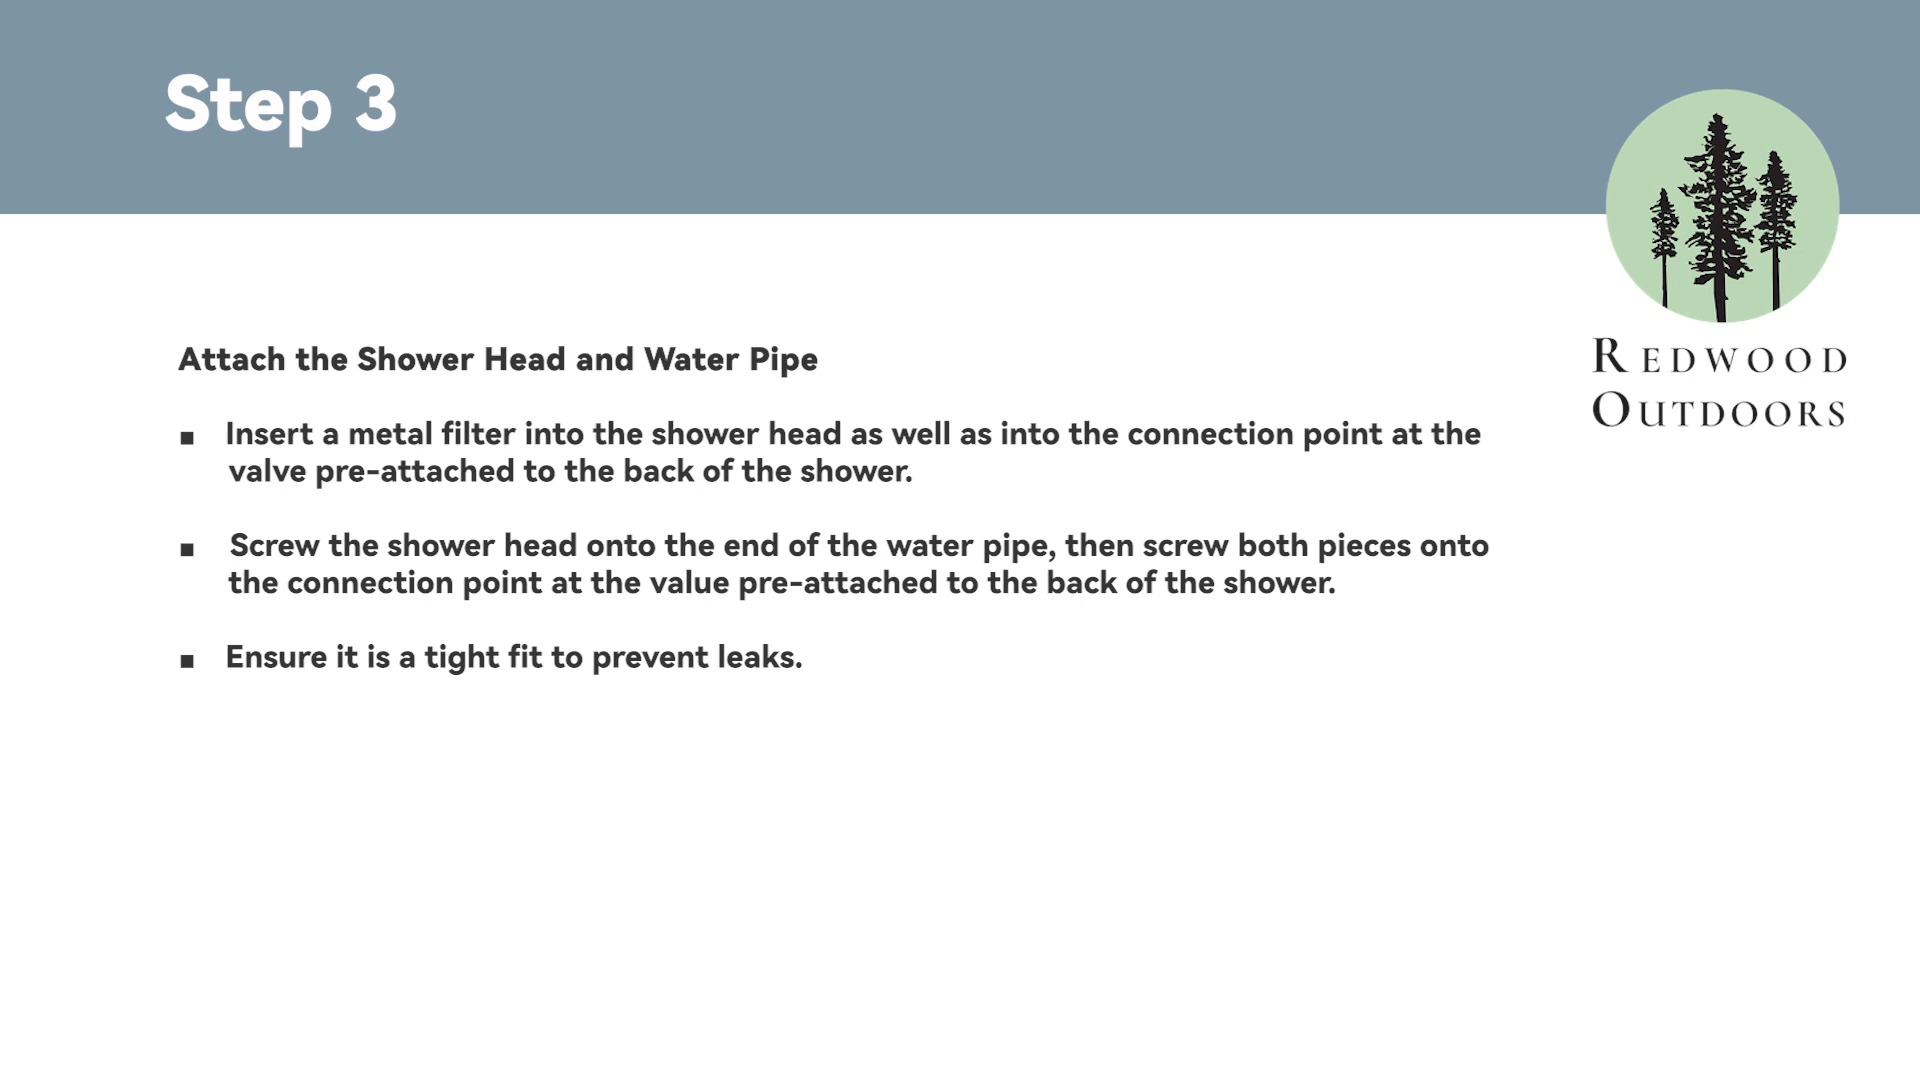 Step 3
REDWOOD
OUTDOORS
Attach the Shower Head and Water Pipe
▪ Insert a metal filter into the shower head as well as into the connection point at the
valve pre-attached to the back of the shower.
▪ Screw the shower head onto the end of the water pipe, then screw both pieces onto
the connection point at the value pre-attached to the back of the shower.
▪ Ensure it is a tight fit to prevent leaks.